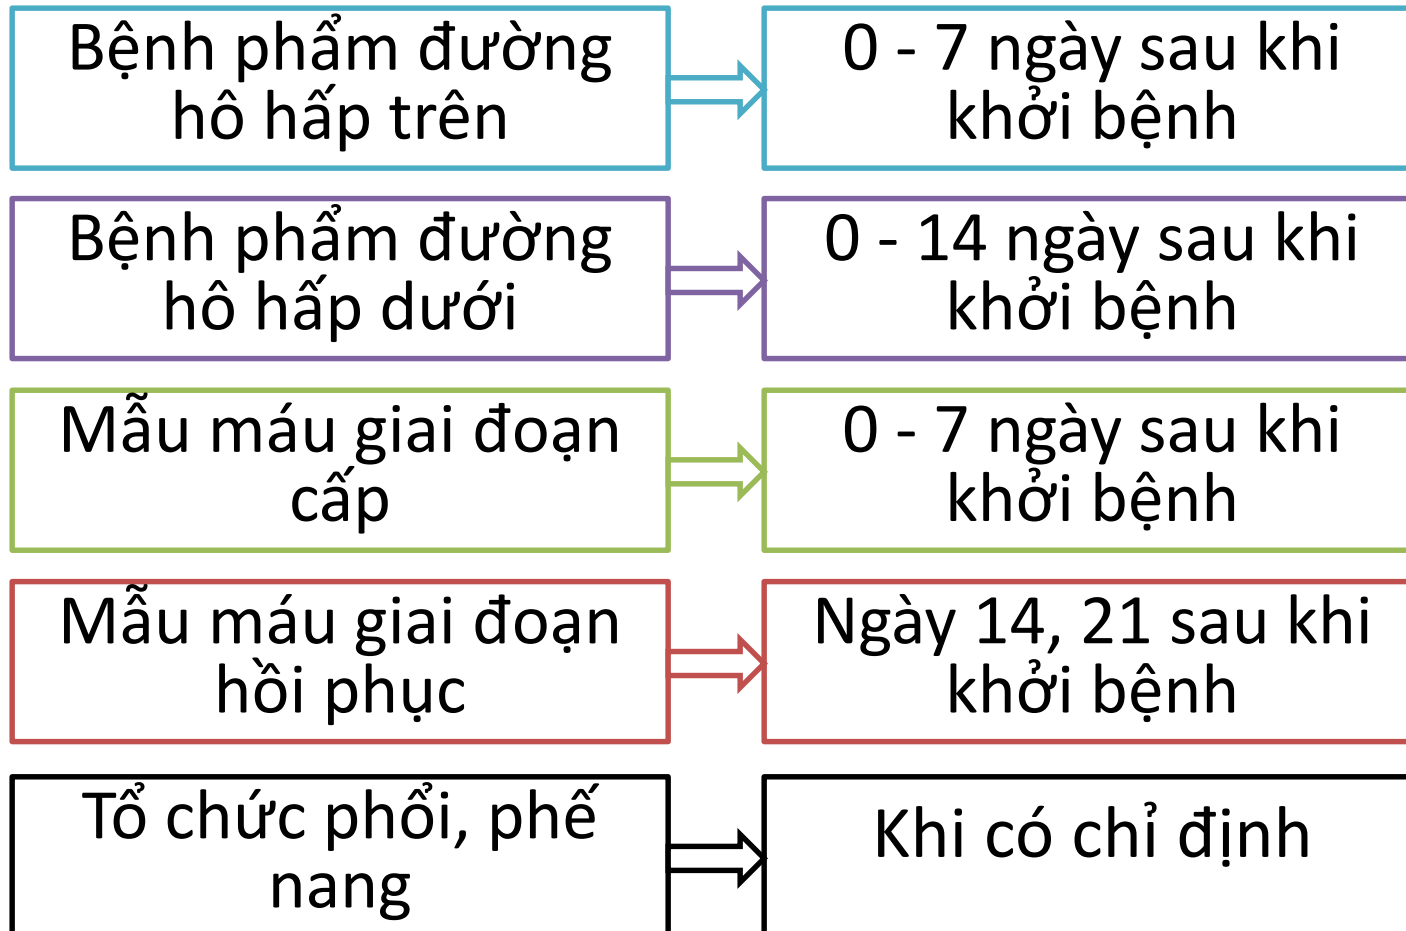 Bệnh phẩm đường
hô hấp trên
0 - 7 ngày sau khi
khởi bệnh
Bệnh phẩm đường
hô hấp dưới
0 - 14 ngày sau khi
khởi bệnh
Mẫu máu giai đoạn
cấp
0 - 7 ngày sau khi
khởi bệnh
Mẫu máu giai đoạn
hồi phục
Ngày 14, 21 sau khi
khởi bệnh
Tổ chức phổi, phế
nang
Khi có chỉ định